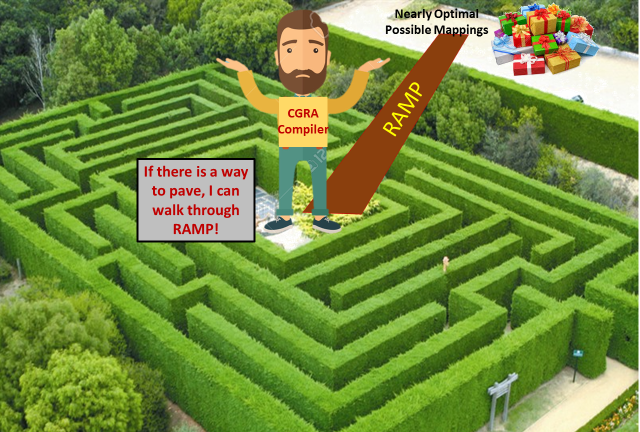 Nearly Optimal
Possible Mappings
CGRA
Compiler
RAMP
If there is a way
to pave, I can
walk through
RAMP!